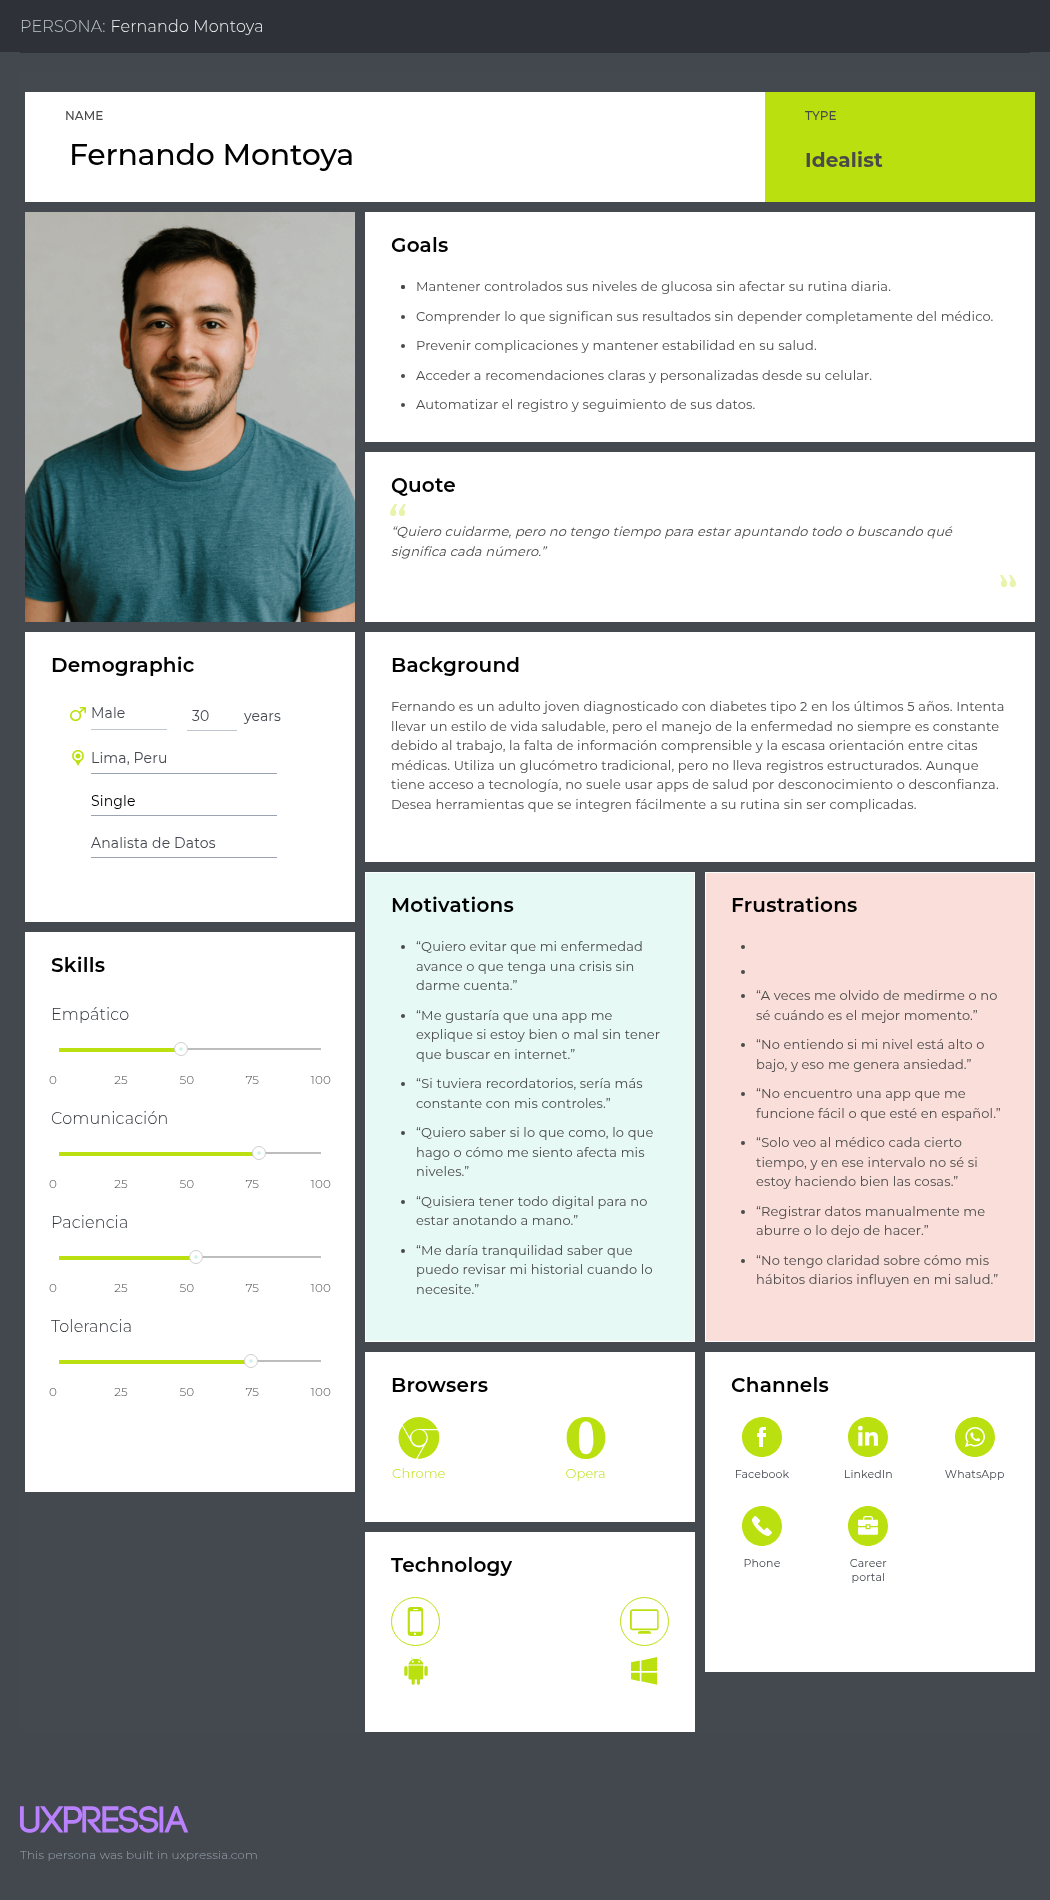 PERSONA: Fernando Montoya
NAME
Fernando Montoya
TYPE
Idealist
Goals
Mantener controlados sus niveles de glucosa sin afectar su rutina diaria.
Comprender lo que significan sus resultados sin depender completamente del médico.
Prevenir complicaciones y mantener estabilidad en su salud.
Acceder a recomendaciones claras y personalizadas desde su celular.
Automatizar el registro y seguimiento de sus datos.
Quote
“Quiero cuidarme, pero no tengo tiempo para estar apuntando todo o buscando qué
significa cada número.”
Demographic
Male
30 years
Lima, Peru
Single
Analista de Datos
Background
Fernando es un adulto joven diagnosticado con diabetes tipo 2 en los últimos 5 años. Intenta
llevar un estilo de vida saludable, pero el manejo de la enfermedad no siempre es constante
debido al trabajo, la falta de información comprensible y la escasa orientación entre citas
médicas. Utiliza un glucómetro tradicional, pero no lleva registros estructurados. Aunque
tiene acceso a tecnología, no suele usar apps de salud por desconocimiento o desconfianza.
Desea herramientas que se integren fácilmente a su rutina sin ser complicadas.
Skills
Empático
0 25 50 75 100
Comunicación
0 25 50 75 100
Paciencia
0 25 50 75 100
Tolerancia
0 25 50 75 100
Motivations
“Quiero evitar que mi enfermedad
avance o que tenga una crisis sin
darme cuenta.”
“Me gustaría que una app me
explique si estoy bien o mal sin tener
que buscar en internet.”
“Si tuviera recordatorios, sería más
constante con mis controles.”
“Quiero saber si lo que como, lo que
hago o cómo me siento afecta mis
niveles.”
“Quisiera tener todo digital para no
estar anotando a mano.”
“Me daría tranquilidad saber que
puedo revisar mi historial cuando lo
necesite.”
Frustrations
“A veces me olvido de medirme o no
sé cuándo es el mejor momento.”
“No entiendo si mi nivel está alto o
bajo, y eso me genera ansiedad.”
“No encuentro una app que me
funcione fácil o que esté en español.”
“Solo veo al médico cada cierto
tiempo, y en ese intervalo no sé si
estoy haciendo bien las cosas.”
“Registrar datos manualmente me
aburre o lo dejo de hacer.”
“No tengo claridad sobre cómo mis
hábitos diarios influyen en mi salud.”
Browsers
Chrome
Opera
Channels
Facebook
LinkedIn
WhatsApp
Phone
Career
portal
Technology
UXPRESSIA
This persona was built in uxpressia.com